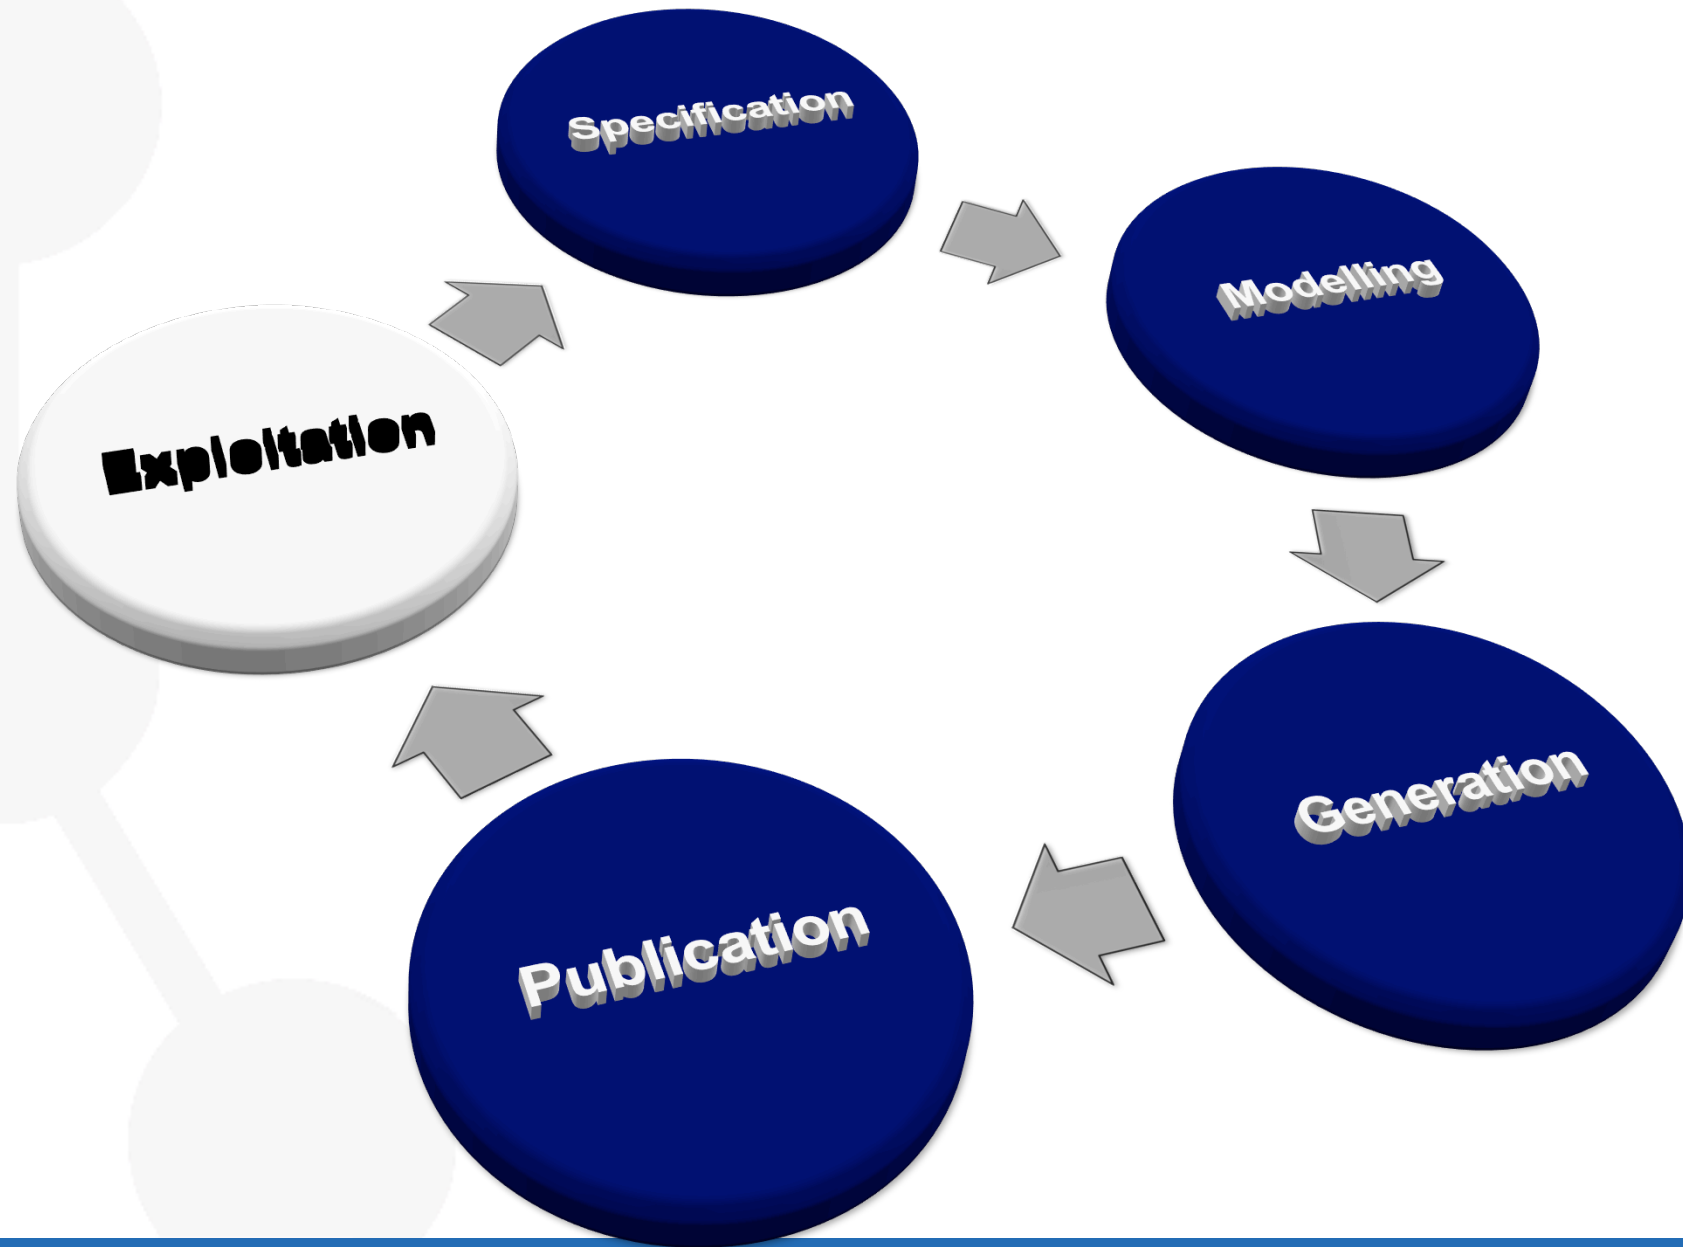 Specification
Modelling
Generation
Publication
Exploitation